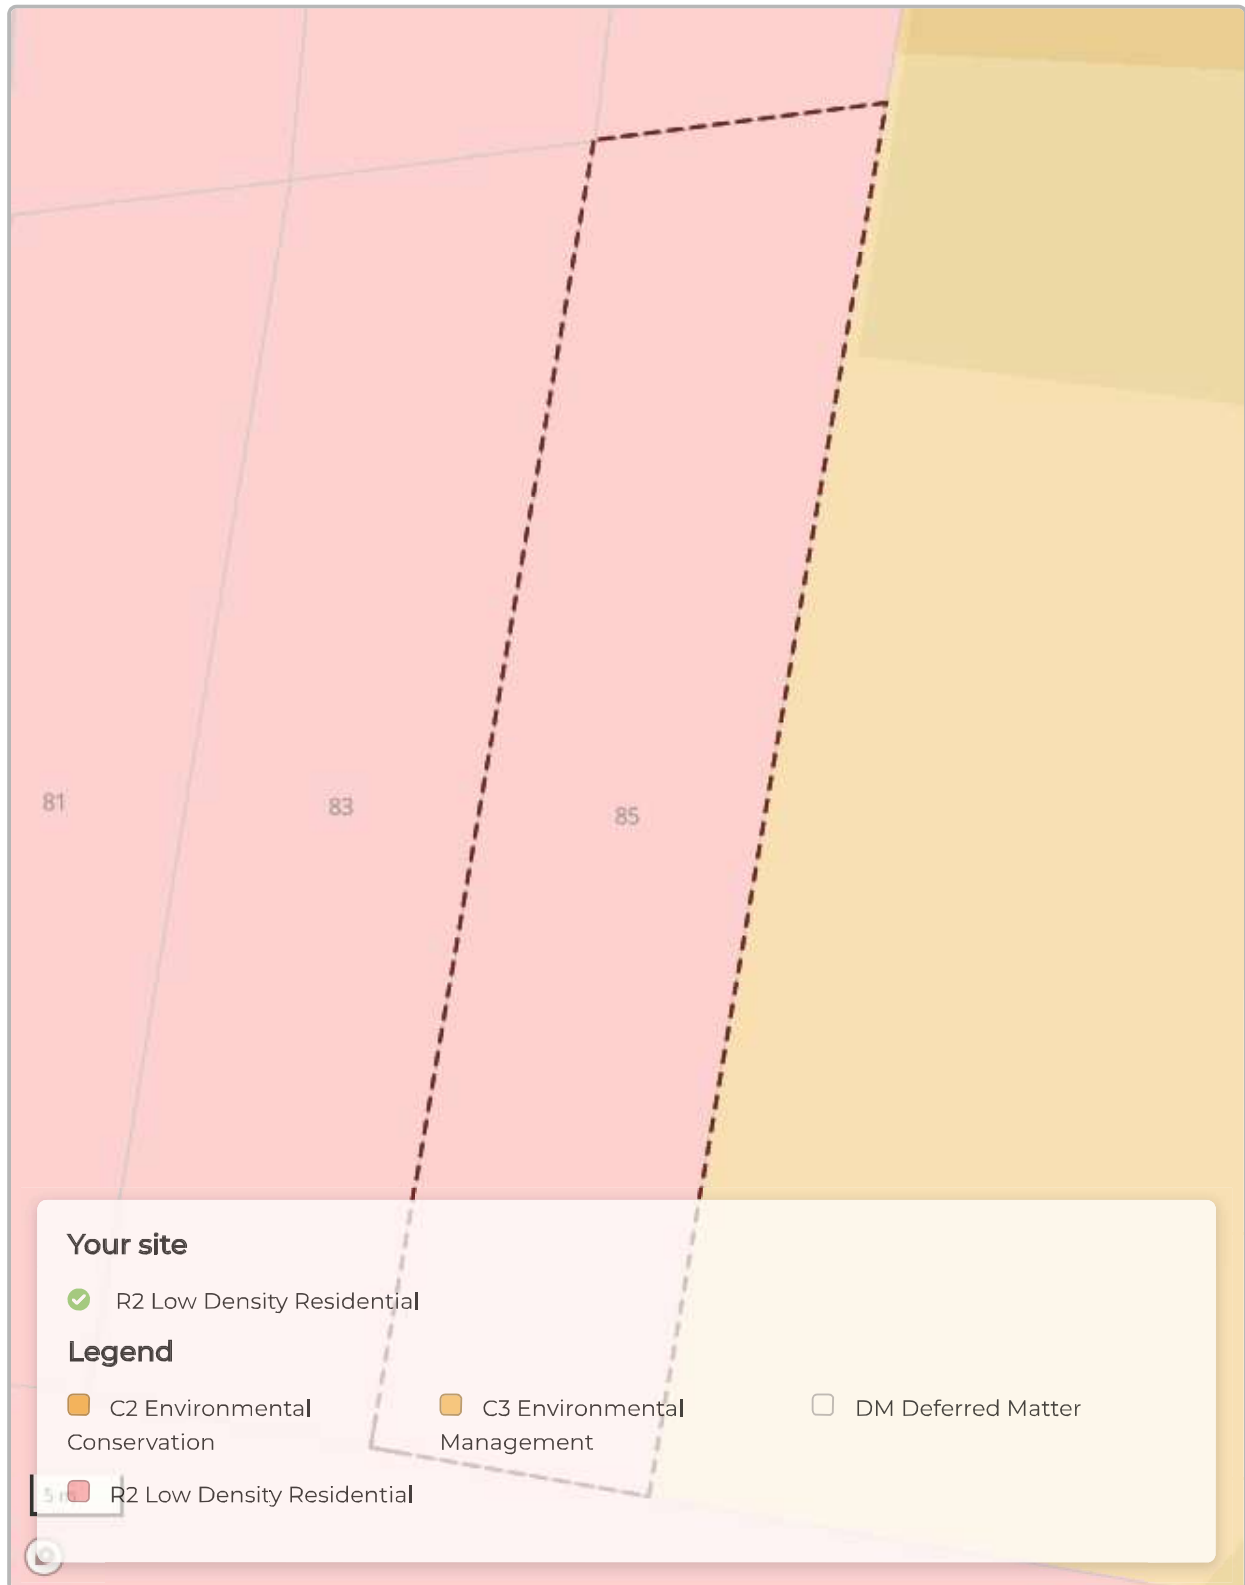 81
83
85
Your site
R2 Low Density Residential
Legend
C2 Environmental
Conservation
C3 Environmental
Management
DM Deferred Matter
5 m
R2 Low Density Residential